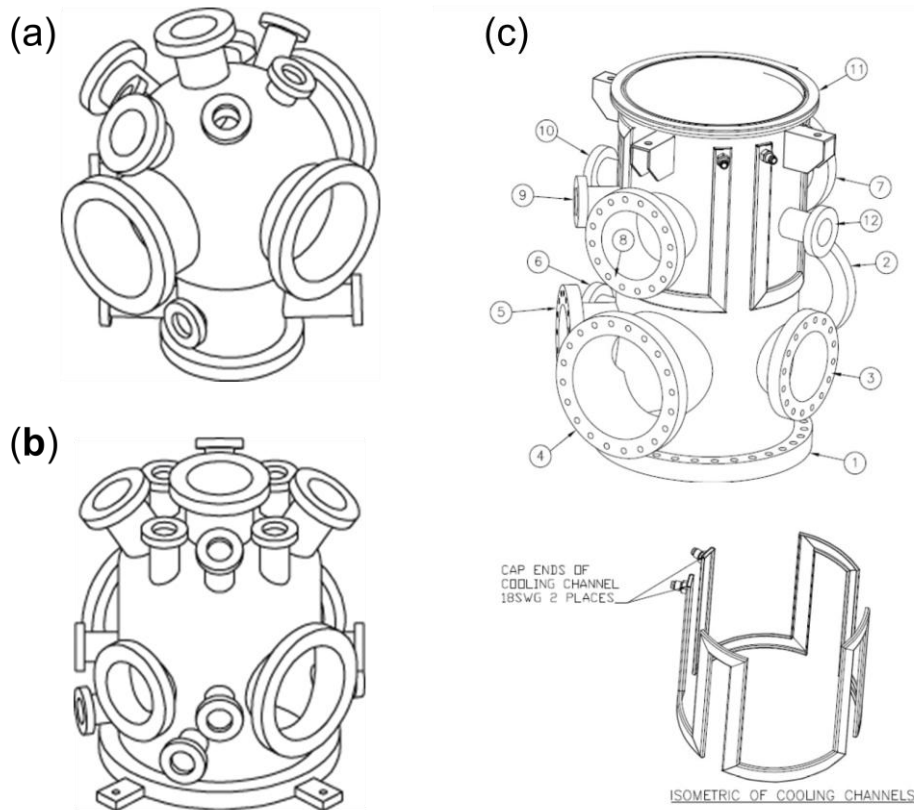 (a)
(c)
11
10
7
9
12
8
2
6
5
3
4
1
(b)
CAP ENDS OF
COOLING CHANNEL
18SWG 2 PLACES
ISOMETRIC OF COOLING CHANNELS